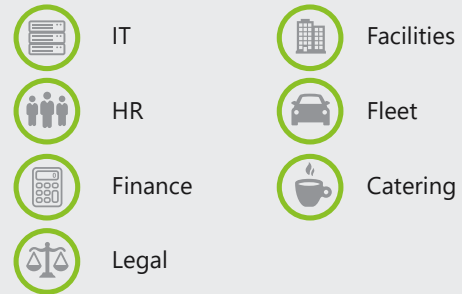 IT
HR
Finance
Legal
Facilities
Fleet
Catering